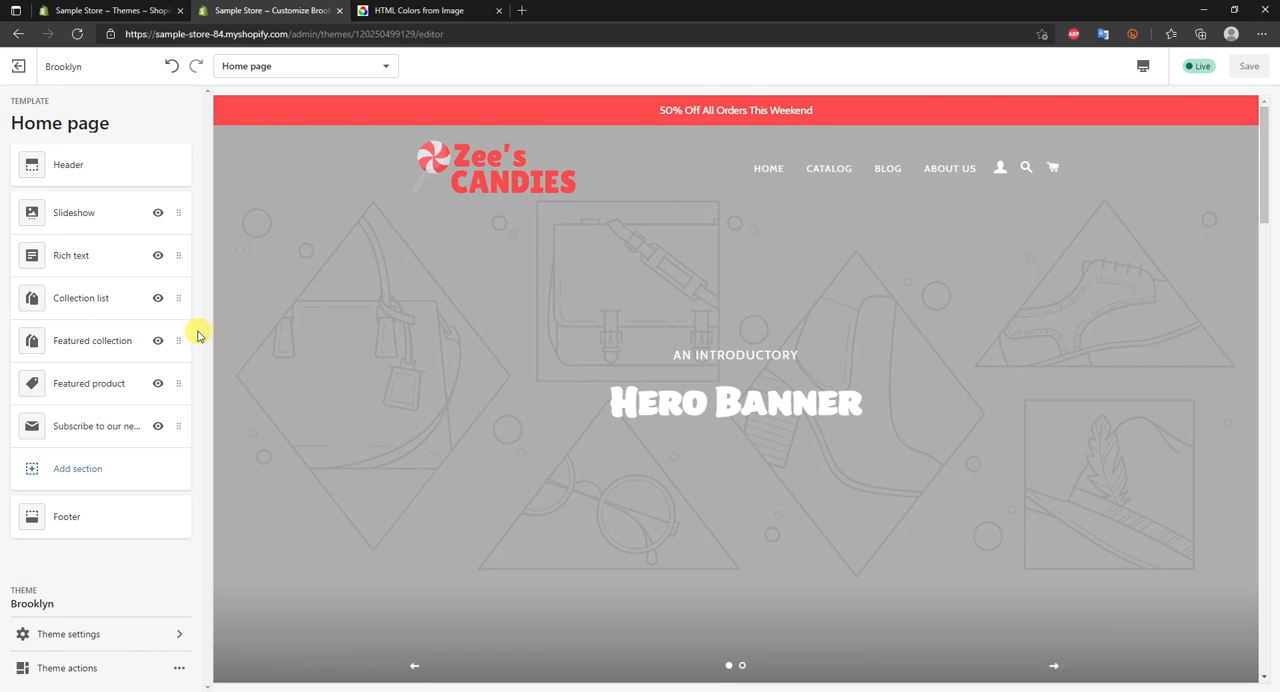 Sample Store ~ Themes ~ Shopi
Sample Store ~ Customize Brook
HTML Colors from Image
https://sample-store-84.myshopify.com/admin/themes/120250499129/editor
ASP
Brooklyn
Home page
Live
Save
TEMPLATE
Home page
Header
Slideshow
Rich text
Collection list
Featured collection
Featured product
Subscribe to our ne...
Add section
Footer
THEME
Brooklyn
Theme settings
Theme actions
50% Off All Orders This Weekend
Zee's
CANDIES
HOME CATALOG BLOG ABOUT US
AN INTRODUCTORY
HERO BANNER